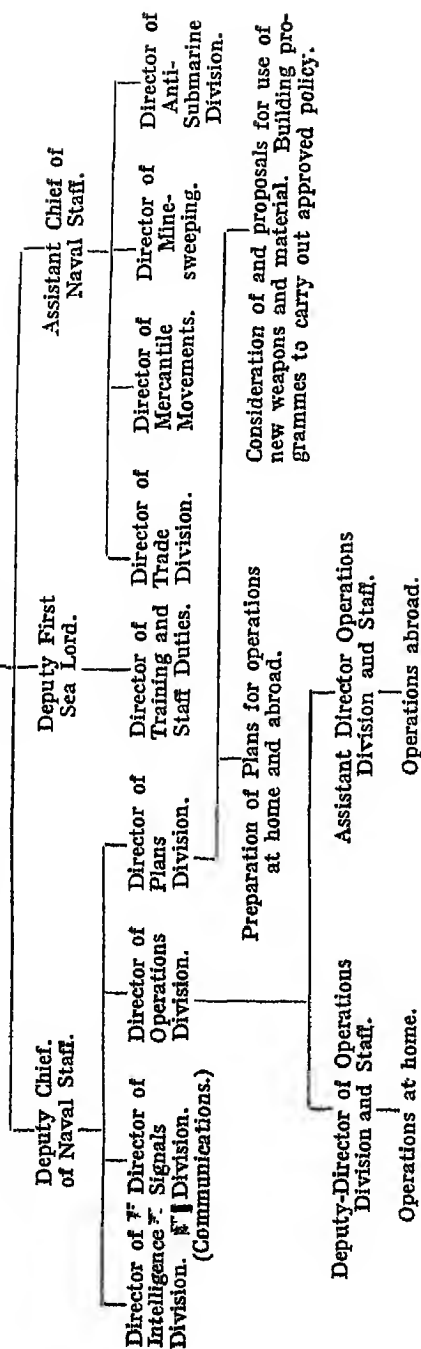 Deputy Chief.
of Naval Staff.
Deputy First
Sea Lord.
Assistant Chief of
Naval Staff.
Director of
Intelligence
Division.
Director of
Signals
Division.
(Communications.)
Director of
Operations
Division.
Director of
Plans
Division.
Director of
Training and
Staff Duties.
Director of
Trade
Division.
Director of
Mercantile
Movements.
Director of
Mine-
sweeping.
Director of
Anti-
Submarine
Division.
Preparation of Plans for operations
at home and abroad.
Consideration of and proposals for use of
new weapons and material. Building pro-
grammes to carry out approved policy.
Deputy-Director of Operations
Division and Staff.
Operations at home.
Assistant Director Operations
Division and Staff.
Operations abroad.